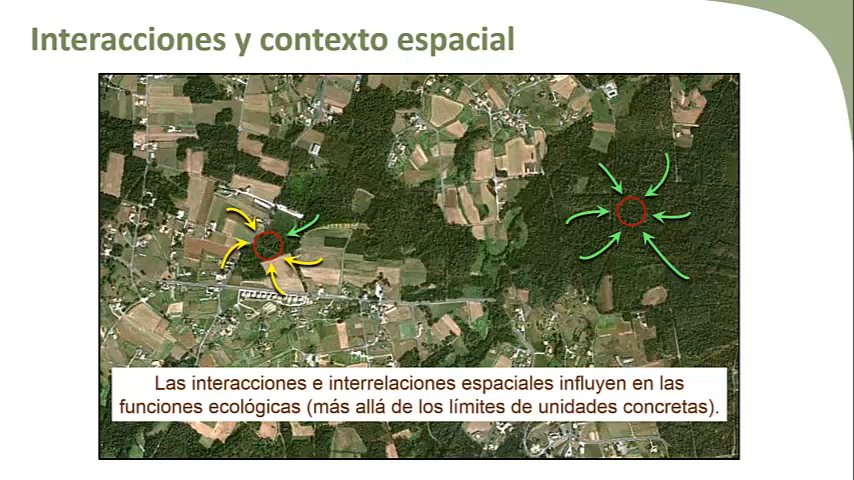 Interacciones y contexto espacial
Las interacciones e interrelaciones espaciales influyen en las
funciones ecológicas (más allá de los límites de unidades concretas).